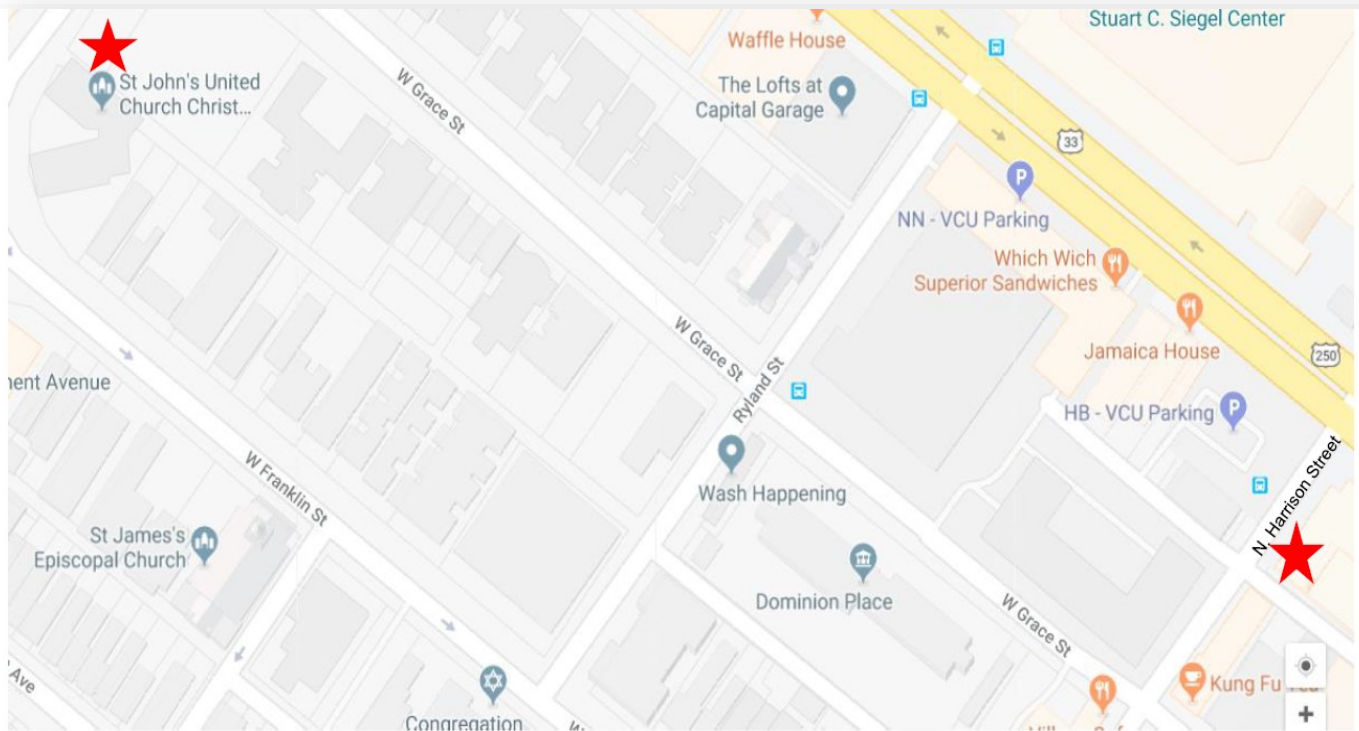 Stuart C. Siegel Center
Waffle House
St John's United
Church Christ...
W Grace St
The Lofts at
Capital Garage
33
P
NN - VCU Parking
Which Wich
Superior Sandwiches
W Grace St
Jamaica House
250
Ryland St
nent Avenue
HB - VCU Parking
P
W Franklin St
N. Harrison Street
Wash Happening
St James's
Episcopal Church
Dominion Place
W Grace St
Ave
Kung Fu
Congregation
W
+